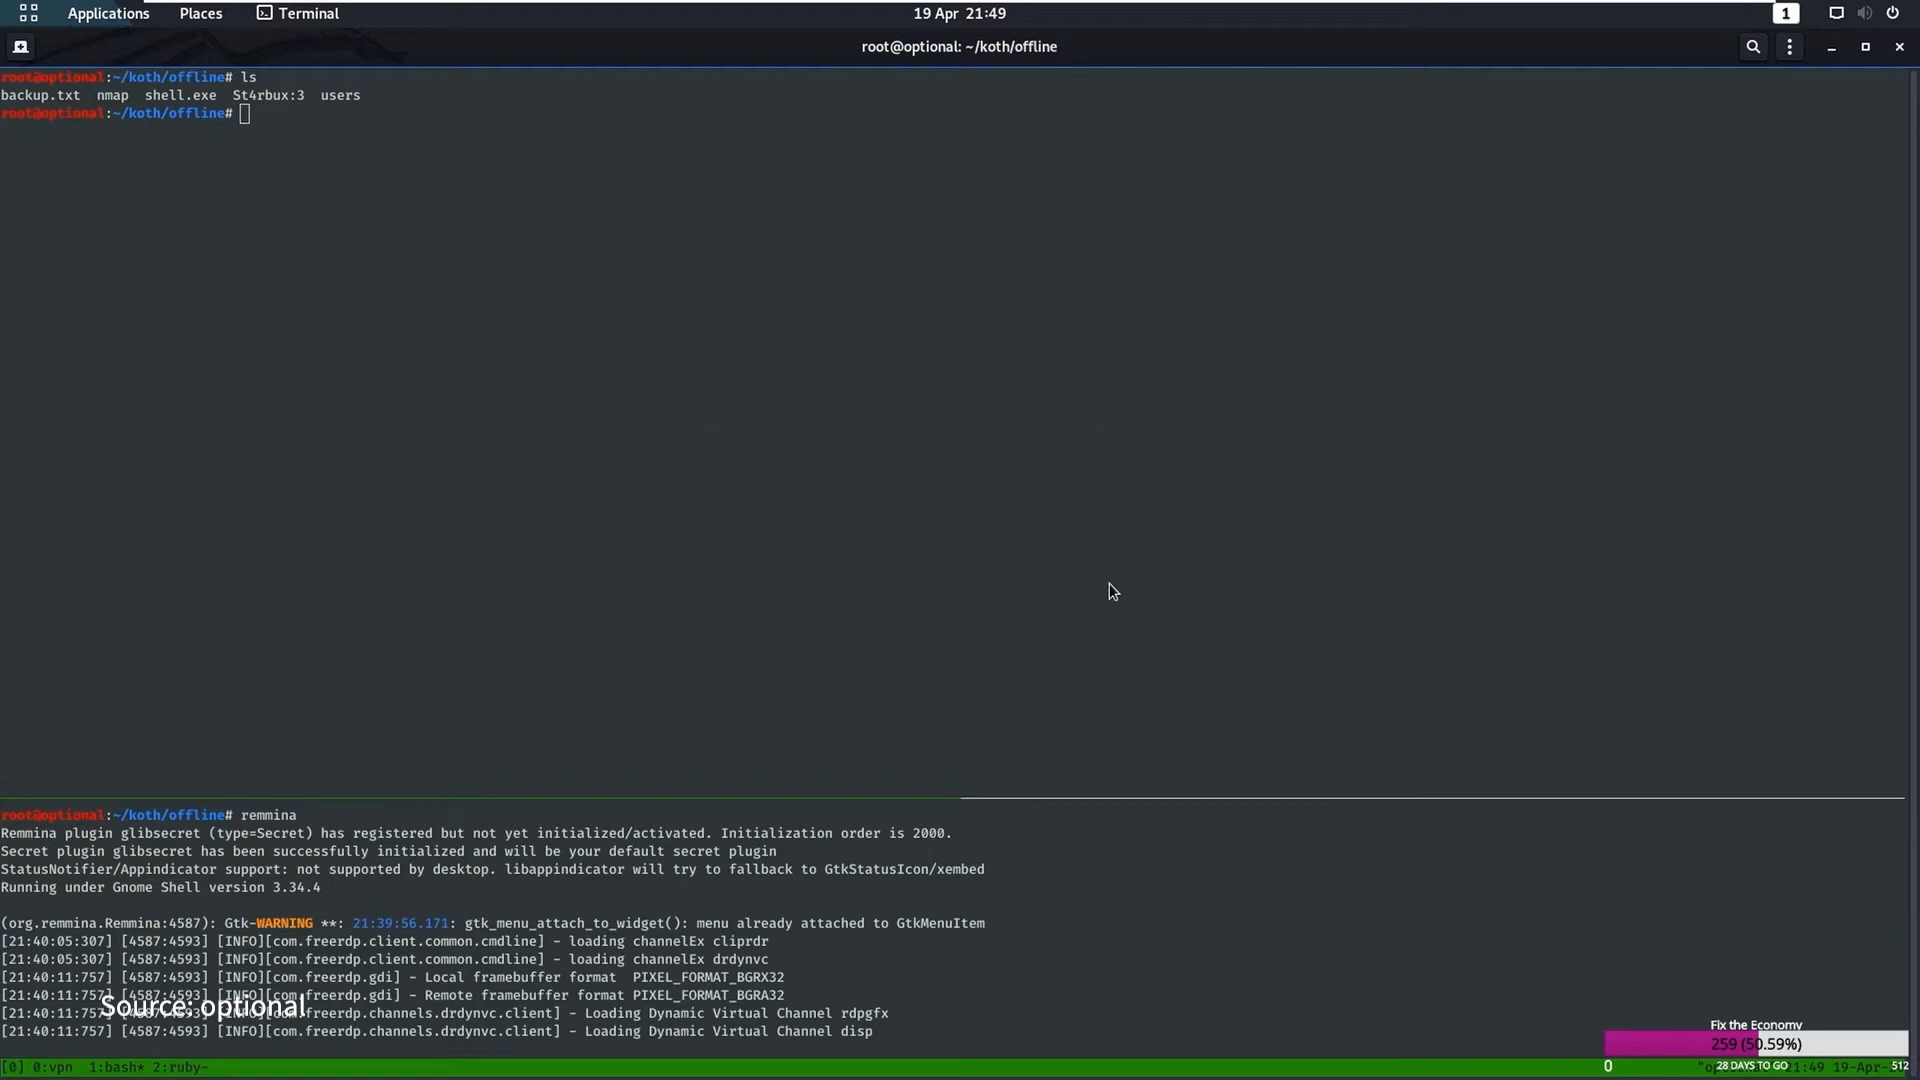 Applications Places Terminal 19 Apr 21:49 1
root@optional: ~/koth/offline
root@optional:~/koth/offline# ls
backup.txt nmap shell.exe St4rbux:3 users
root@optional:~/koth/offline#
root@optional:~/koth/offline# remmina
Remmina plugin glibsecret (type=Secret) has registered but not yet initialized/activated. Initialization order is 2000.
Secret plugin glibsecret has been successfully initialized and will be your default secret plugin
StatusNotifier/Appindicator support: not supported by desktop. libappindicator will try to fallback to GtkStatusIcon/xembed
Running under Gnome Shell version 3.34.4
(org.remmina.Remmina:4587): Gtk-WARNING **: 21:39:56.171: gtk_menu_attach_to_widget(): menu already attached to GtkMenuItem
[21:40:05:307] [4587:4593] [INFO][com.freerdp.client.common.cmdline] - loading channelEx cliprdr
[21:40:05:307] [4587:4593] [INFO][com.freerdp.client.common.cmdline] - loading channelEx drdynvc
[21:40:11:757] [4587:4593] [INFO][com.freerdp.gdi] - Local framebuffer format  PIXEL_FORMAT_BGRX32
[21:40:11:757] [4587:4593] [INFO][com.freerdp.gdi] - Remote framebuffer format PIXEL_FORMAT_BGRA32
Source: optional
[21:40:11:757] [4587:4593] [INFO][com.freerdp.channels.drdynvc.client] - Loading Dynamic Virtual Channel rdpgfx
[21:40:11:757] [4587:4593] [INFO][com.freerdp.channels.drdynvc.client] - Loading Dynamic Virtual Channel disp
Fix the Economy
259 (50.59%)
0 28 DAYS TO GO 512
[0] 0:vpn 1:bash* 2:ruby- 21:49 19-Apr-